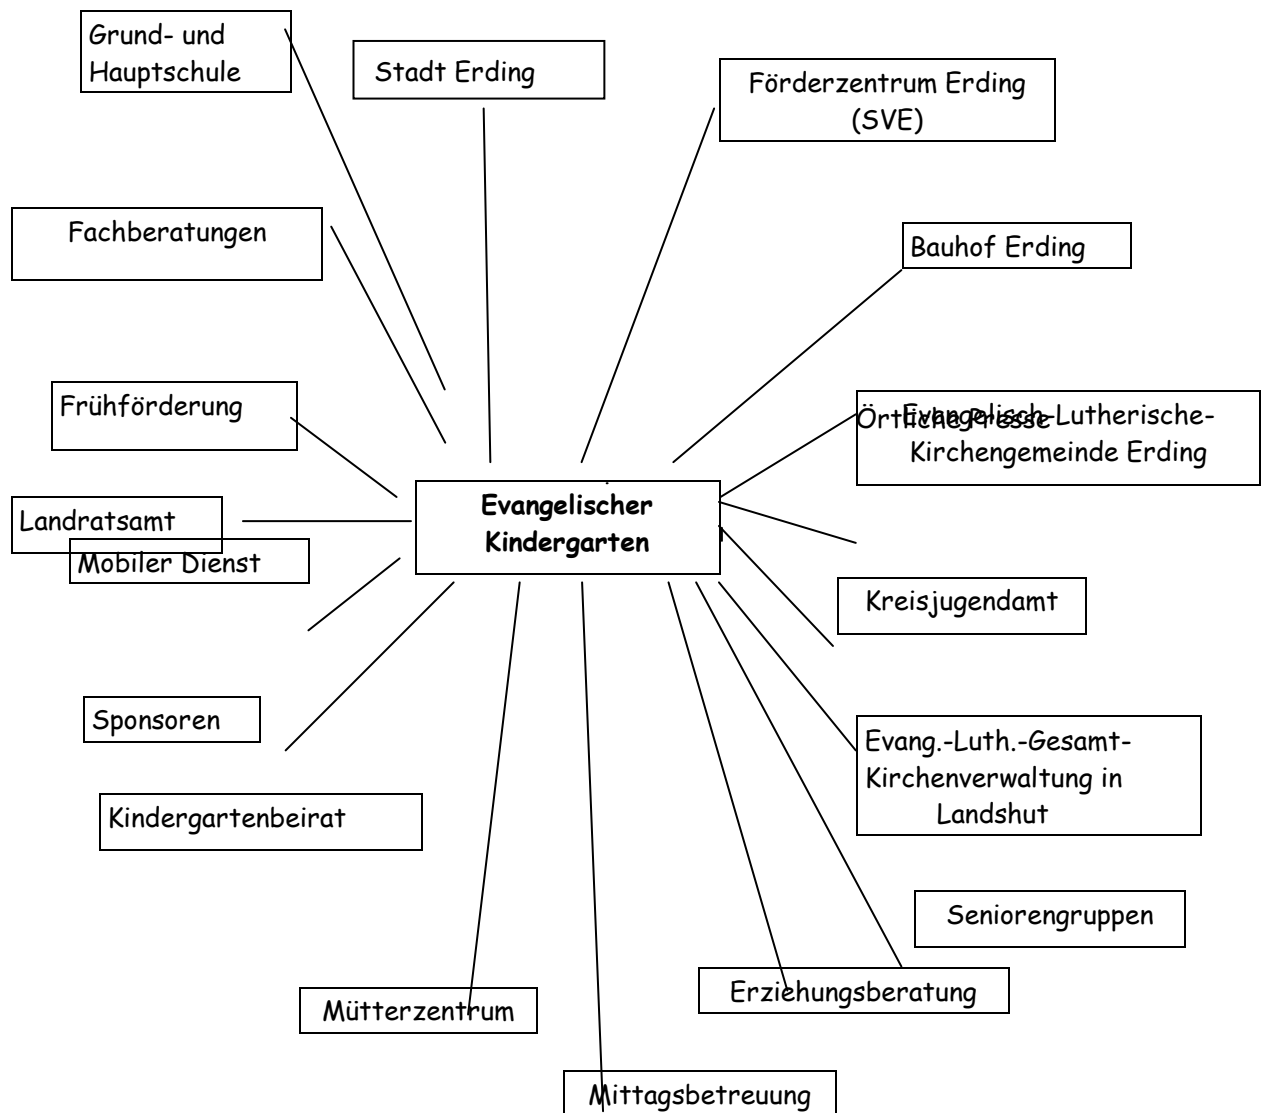 Grund- und
Hauptschule
Stadt Erding
Förderzentrum Erding
(SVE)
Fachberatungen
Bauhof Erding
Frühförderung
Örtliche Presse
Evangelisch-Lutherische-
Kirchengemeinde Erding
Landratsamt
Mobiler Dienst
Evangelischer
Kindergarten
Kreisjugendamt
Sponsoren
Evang.-Luth.-Gesamt-
Kirchenverwaltung in
Landshut
Kindergartenbeirat
Seniorengruppen
Erziehungsberatung
Mütterzentrum
Mittagsbetreuung